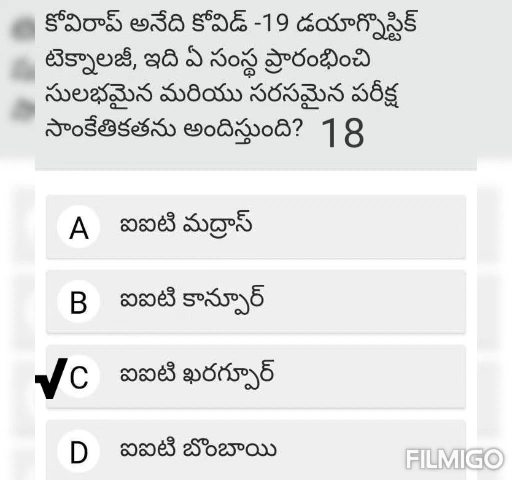 కోవిరాప్ అనేది కోవిడ్ -19 డయాగ్నొస్టిక్
టెక్నాలజీ, ఇది ఏ సంస్థ ప్రారంభించి
సులభమైన మరియు సరసమైన పరీక్ష
సాంకేతికతను అందిస్తుంది? 18
A ఐఐటి మద్రాస్
B ఐఐటి కాన్పూర్
√C ఐఐటి ఖరగ్పూర్
D ఐఐటి బొంబాయి
FILMIGO